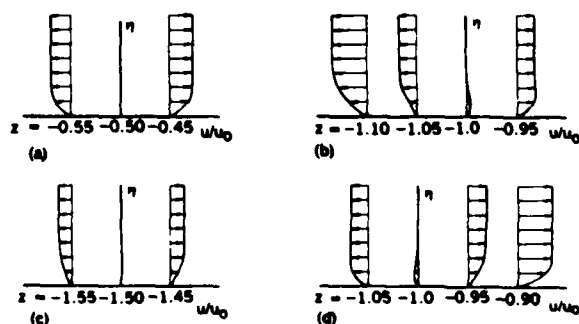 η
η
z = -0.55 -0.50 -0.45 u/u₀
z = -1.10 -1.05 -1.0 -0.95 u/u₀
(a)
(b)
η
η
z = -1.55 -1.50 -1.45 u/u₀
z = -1.05 -1.0 -0.95 -0.90 u/u₀
(c)
(d)